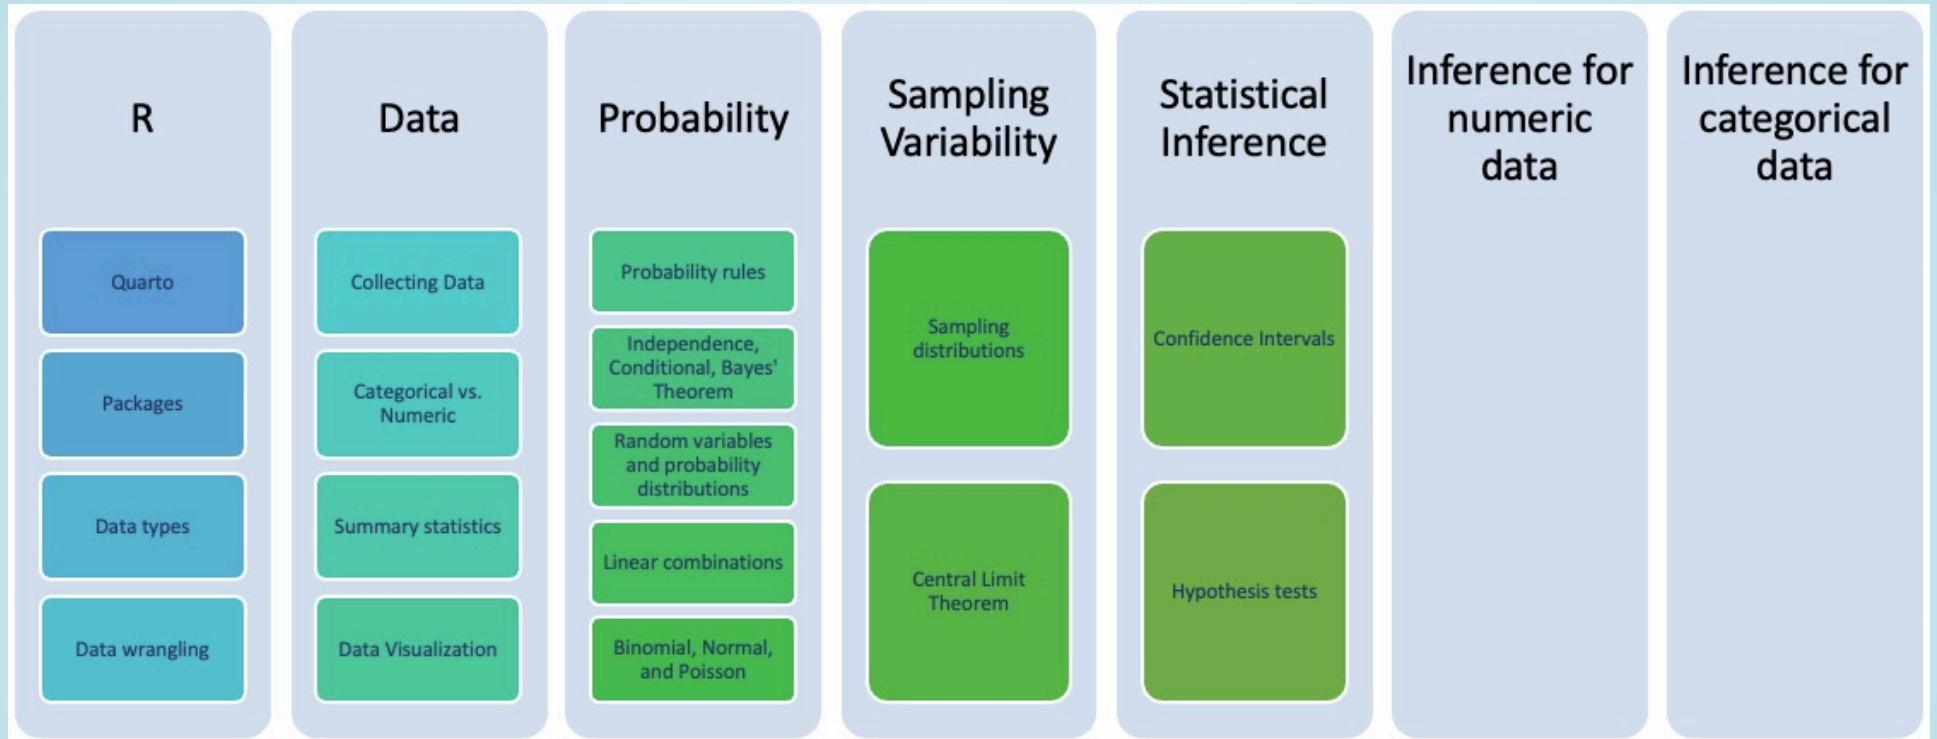 R
Quarto
Packages
Data types
Data wrangling
Data
Collecting Data
Categorical vs.
Numeric
Summary statistics
Data Visualization
Probability
Probability rules
Independence,
Conditional, Bayes'
Theorem
Random variables
and probability
distributions
Linear combinations
Binomial, Normal,
and Poisson
Sampling
Variability
Sampling
distributions
Central Limit
Theorem
Statistical
Inference
Confidence Intervals
Hypothesis tests
Inference for
numeric
data
Inference for
categorical
data